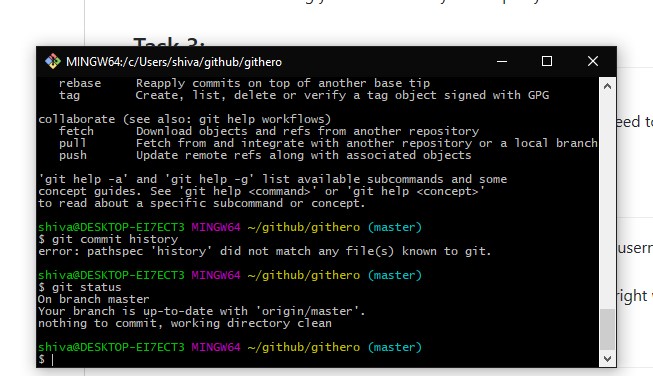 Task 3:
MINGW64:/c/Users/shiva/github/githero
rebase Reapply commits on top of another base tip
tag Create, list, delete or verify a tag object signed with GPG
collaborate (see also: git help workflows)
fetch Download objects and refs from another repository
pull Fetch from and integrate with another repository or a local branch
push Update remote refs along with associated objects
'git help -a' and 'git help -g' list available subcommands and some
concept guides. See 'git help <command>' or 'git help <concept>'
to read about a specific subcommand or concept.
shiva@DESKTOP-EI7ECT3 MINGW64 ~/github/githero (master)
$ git commit history
error: pathspec 'history' did not match any file(s) known to git.
shiva@DESKTOP-EI7ECT3 MINGW64 ~/github/githero (master)
$ git status
On branch master
Your branch is up-to-date with 'origin/master'.
nothing to commit, working directory clean
shiva@DESKTOP-EI7ECT3 MINGW64 ~/github/githero (master)
$
eed to
usern
right